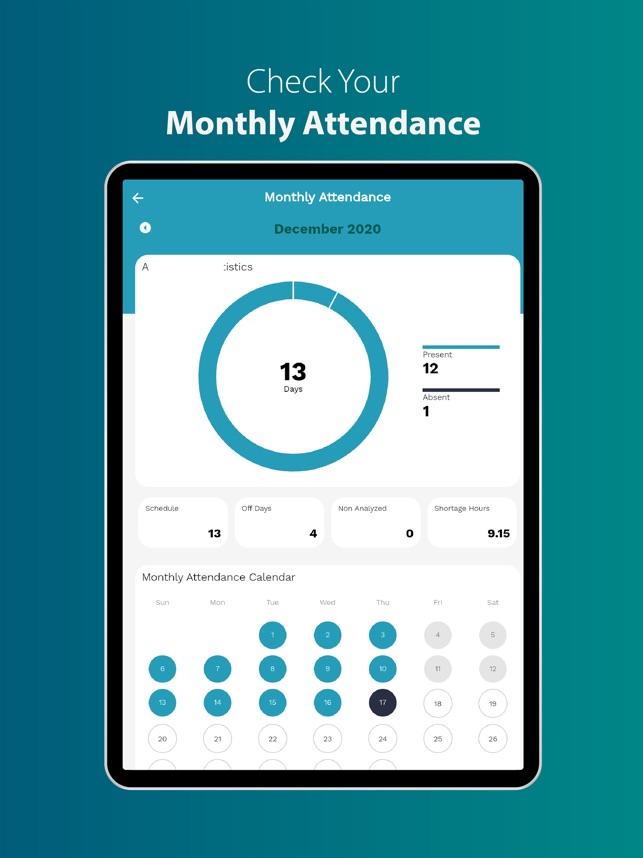 Check Your
Monthly Attendance
Monthly Attendance
December 2020
A tistics
13
Days
Present
12
Absent
1
Schedule
13
Off Days
4
Non Analyzed
0
Shortage Hours
9.15
Monthly Attendance Calendar
Sun Mon Tue Wed Thu Fri Sat
1 2 3 4 5
6 7 8 9 10 11 12
13 14 15 16 17 18 19
20 21 22 23 24 25 26